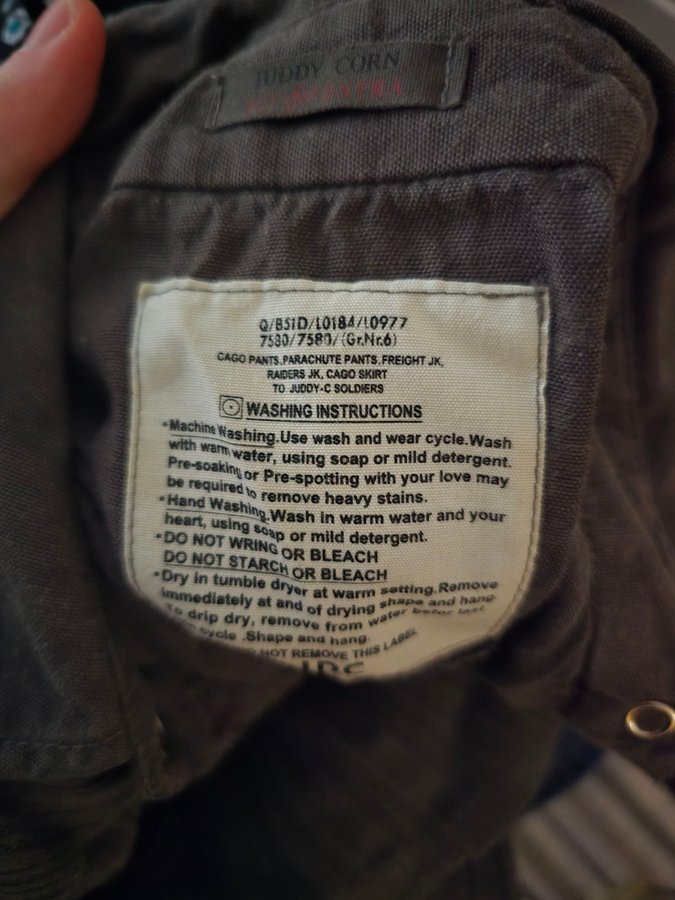 JUDDY CORN
Q/B51D/L0184/L0977
7580/7580/(Gr.Nr.6)
CAGO PANTS,PARACHUTE PANTS,FREIGHT JK,
RAIDERS JK, CAGO SKIRT
TO JUDDY-C SOLDIERS
WASHING INSTRUCTIONS
•Machine Washing.Use wash and wear cycle.Wash
with warm water, using soap or mild detergent.
Pre-soaking or Pre-spotting with your love may
be required to remove heavy stains.
•Hand Washing.Wash in warm water and your
heart, using soap or mild detergent.
•DO NOT WRING OR BLEACH
DO NOT STARCH OR BLEACH
•Dry in tumble dryer at warm setting.Remove
immediately at and of drying shape and hang.
To drip dry, remove from water befor last
cycle .Shape and hang.
NOT REMOVE THIS LABEL